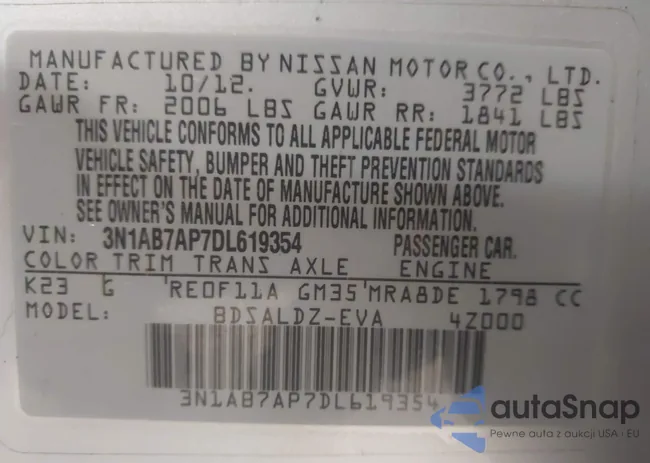 MANUFACTURED BY NISSAN MOTOR CO., LTD.
DATE: 10/12. GVWR: 3772 LBS
GAWR FR: 2006 LBS GAWR RR: 1841 LBS
THIS VEHICLE CONFORMS TO ALL APPLICABLE FEDERAL MOTOR
VEHICLE SAFETY, BUMPER AND THEFT PREVENTION STANDARDS
IN EFFECT ON THE DATE OF MANUFACTURE SHOWN ABOVE.
SEE OWNER'S MANUAL FOR ADDITIONAL INFORMATION.
VIN: 3N1AB7AP7DL619354 PASSENGER CAR.
COLOR TRIM TRANS AXLE ENGINE
K23 G 'RE0F11A GM35'MRA8DE 1798 CC
MODEL: BDSALDZ-EVA 4Z000
3N1AB7AP7DL619354
autaSnap
Pewne auta z aukcji USA · EU